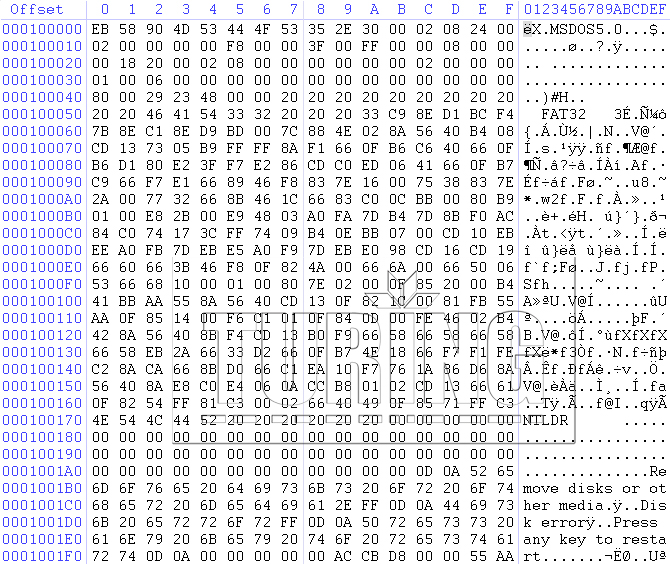 Offset 0 1 2 3 4 5 6 7 8 9 A B C D E F 0123456789ABCDEF
000100000 EB 58 90 4D 53 44 4F 53 35 2E 30 00 02 08 24 00 ëX.MSDOS5.0...$.
000100010 02 00 00 00 00 F8 00 00 3F 00 FF 00 00 08 00 00 .....ø..?.ÿ.....
000100020 00 18 20 00 02 08 00 00 00 00 00 00 02 00 00 00 .. .............
000100030 01 00 06 00 00 00 00 00 00 00 00 00 00 00 00 00 ................
000100040 80 00 29 23 48 00 00 20 20 20 20 20 20 20 20 20 ..)#H..
000100050 20 20 46 41 54 33 32 20 20 20 33 C9 8E D1 BC F4   FAT32   3É.Ñ¼ô
000100060 7B 8E C1 8E D9 BD 00 7C 88 4E 02 8A 56 40 B4 08 {.Á.Ù½.|.N..V@´.
000100070 CD 13 73 05 B9 FF FF 8A F1 66 0F B6 C6 40 66 0F Í.s.¹ÿÿ.ñf.¶Æ@f.
000100080 B6 D1 80 E2 3F F7 E2 86 CD C0 ED 06 41 66 0F B7 ¶Ñ.â?÷â.ÍÀí.Af.·
000100090 C9 66 F7 E1 66 89 46 F8 83 7E 16 00 75 38 83 7E Éf÷áf.Fø.~..u8.~
0001000A0 2A 00 77 32 66 8B 46 1C 66 83 C0 0C BB 00 80 B9 *.w2f.F.f.À.»..¹
0001000B0 01 00 E8 2B 00 E9 48 03 A0 FA 7D B4 7D 8B F0 AC ..è+.éH. ú}´}.ð¬
0001000C0 84 C0 74 17 3C FF 74 09 B4 0E BB 07 00 CD 10 EB .Àt.<ÿt.´.»..Í.ë
0001000D0 EE A0 FB 7D EB E5 A0 F9 7D EB E0 98 CD 16 CD 19 î û}ëå ù}ëà.Í.Í.
0001000E0 66 60 66 3B 46 F8 0F 82 4A 00 66 6A 00 66 50 06 f`f;Fø..J.fj.fP.
0001000F0 53 66 68 10 00 01 00 80 7E 02 00 0F 85 20 00 B4 Sfh.....~.... .´
000100100 41 BB AA 55 8A 56 40 CD 13 0F 82 1C 00 81 FB 55 A»ªU.V@Í......ûU
000100110 AA 0F 85 14 00 F6 C1 01 0F 84 0D 00 FE 46 02 B4 ª....öÁ.....þF.´
000100120 42 8A 56 40 8B F4 CD 13 B0 F9 66 58 66 58 66 58 B.V@.ôÍ.°ùfXfXfX
000100130 66 58 EB 2A 66 33 D2 66 0F B7 4E 18 66 F7 F1 FE fXë*f3Òf.·N.f÷ñþ
000100140 C2 8A CA 66 8B D0 66 C1 EA 10 F7 76 1A 86 D6 8A Â.Êf.ÐfÁê.÷v..Ö.
000100150 56 40 8A E8 C0 E4 06 0A CC B8 01 02 CD 13 66 61 V@.èÀä..Ì¸..Í.fa
000100160 0F 82 54 FF 81 C3 00 02 66 40 49 0F 85 71 FF C3 ..Tÿ.Ã..f@I..qÿÃ
000100170 4E 54 4C 44 52 20 20 20 20 20 20 00 00 00 00 00 NTLDR      .....
000100180 00 00 00 00 00 00 00 00 00 00 00 00 00 00 00 00 ................
000100190 00 00 00 00 00 00 00 00 00 00 00 00 00 00 00 00 ................
0001001A0 00 00 00 00 00 00 00 00 00 00 00 00 0D 0A 52 65 ..............Re
0001001B0 6D 6F 76 65 20 64 69 73 6B 73 20 6F 72 20 6F 74 move disks or ot
0001001C0 68 65 72 20 6D 65 64 69 61 2E FF 0D 0A 44 69 73 her media.ÿ..Dis
0001001D0 6B 20 65 72 72 6F 72 FF 0D 0A 50 72 65 73 73 20 k errorÿ..Press
0001001E0 61 6E 79 20 6B 65 79 20 74 6F 20 72 65 73 74 61 any key to resta
0001001F0 72 74 0D 0A 00 00 00 00 00 AC CB D8 00 00 55 AA rt.......¬ËØ..Uª
TURING